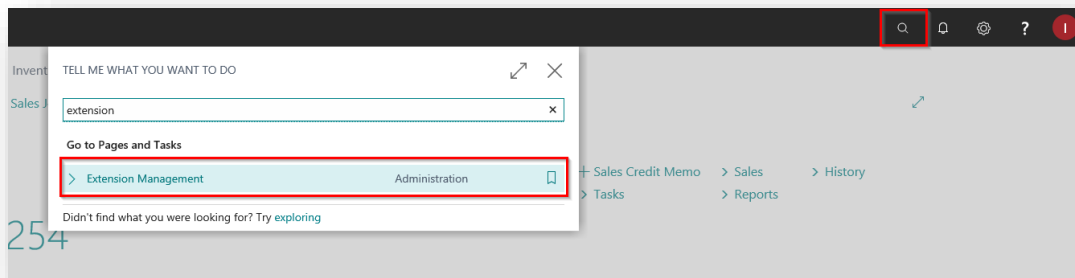 ? I
Invent TELL ME WHAT YOU WANT TO DO
Sales J extension
Go to Pages and Tasks
Extension Management Administration
+ Sales Credit Memo > Sales > History
> Tasks > Reports
Didn't find what you were looking for? Try exploring
254